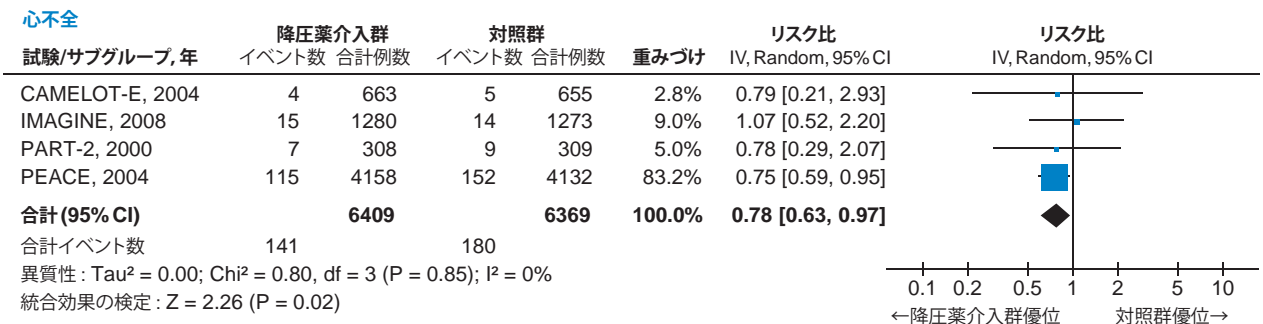 心不全
降圧薬介入群 対照群 リスク比 リスク比
試験/サブグループ, 年 イベント数 合計例数 イベント数 合計例数 重みづけ IV, Random, 95% CI IV, Random, 95% CI
CAMELOT-E, 2004 4 663 5 655 2.8% 0.79 [0.21, 2.93]
IMAGINE, 2008 15 1280 14 1273 9.0% 1.07 [0.52, 2.20]
PART-2, 2000 7 308 9 309 5.0% 0.78 [0.29, 2.07]
PEACE, 2004 115 4158 152 4132 83.2% 0.75 [0.59, 0.95]
合計 (95% CI) 6409 6369 100.0% 0.78 [0.63, 0.97]
合計イベント数 141 180
異質性 : Tau² = 0.00; Chi² = 0.80, df = 3 (P = 0.85); I² = 0%
統合効果の検定 : Z = 2.26 (P = 0.02)
0.1 0.2 0.5 1 2 5 10
←降圧薬介入群優位 対照群優位→